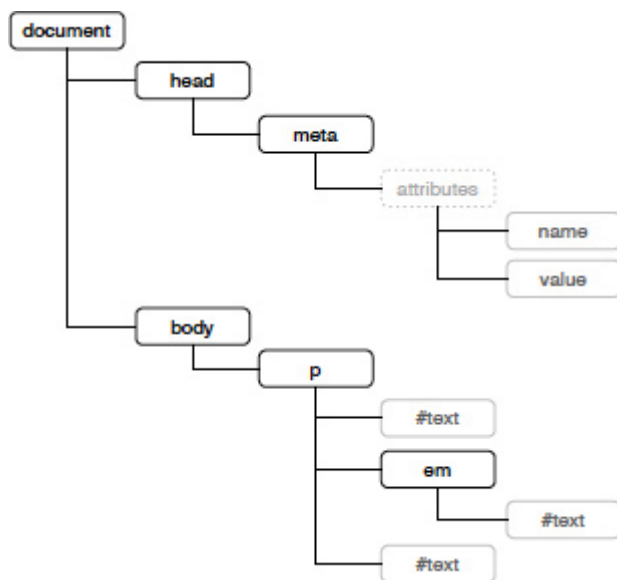 document
head
meta
attributes
name
value
body
p
#text
em
#text
#text